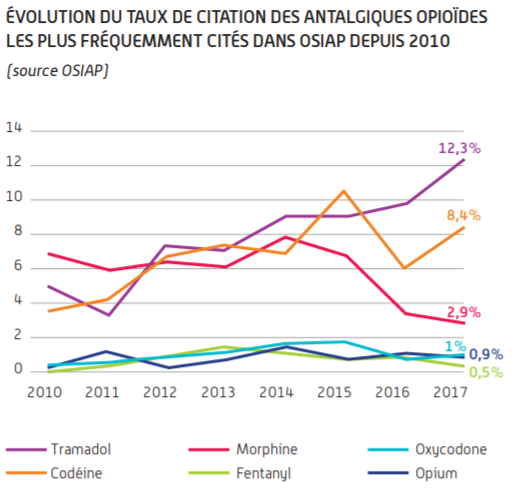 ÉVOLUTION DU TAUX DE CITATION DES ANTALGIQUES OPIOÏDES
LES PLUS FRÉQUEMMENT CITÉS DANS OSIAP DEPUIS 2010
(source OSIAP)
14
12
10
8
6
4
2
0
12,3%
8,4%
2,9%
1%
0,9%
0,5%
2010 2011 2012 2013 2014 2015 2016 2017
Tramadol Morphine Oxycodone
Codéine Fentanyl Opium